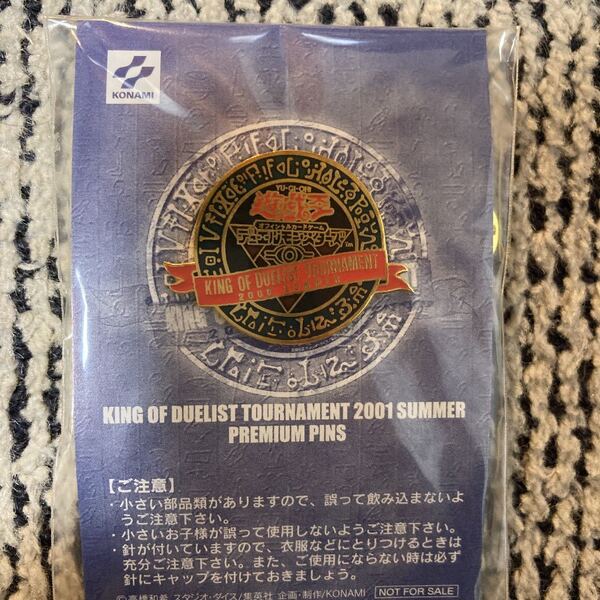 KONAMI
YU-GI-OH!
遊戯王
オフィシャルカードゲーム
デュエルモンスターズ™
KING OF DUELIST TOURNAMENT
2001 SUMMER
KING OF DUELIST TOURNAMENT 2001 SUMMER
PREMIUM PINS
【ご注意】
・小さい部品類がありますので、誤って飲み込まないよ
うご注意下さい。
・小さいお子様が誤って使用しないようご注意下さい。
・針が付いていますので、衣服などにとりつけるときは
充分ご注意下さい。また、ご使用にならない時は必ず
針にキャップを付けておきましょう。
©高橋和希 スタジオ・ダイス/集英社 企画・制作/KONAMI
NOT FOR SALE